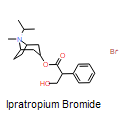 N+
O
O
HO
Br-
Ipratropium Bromide